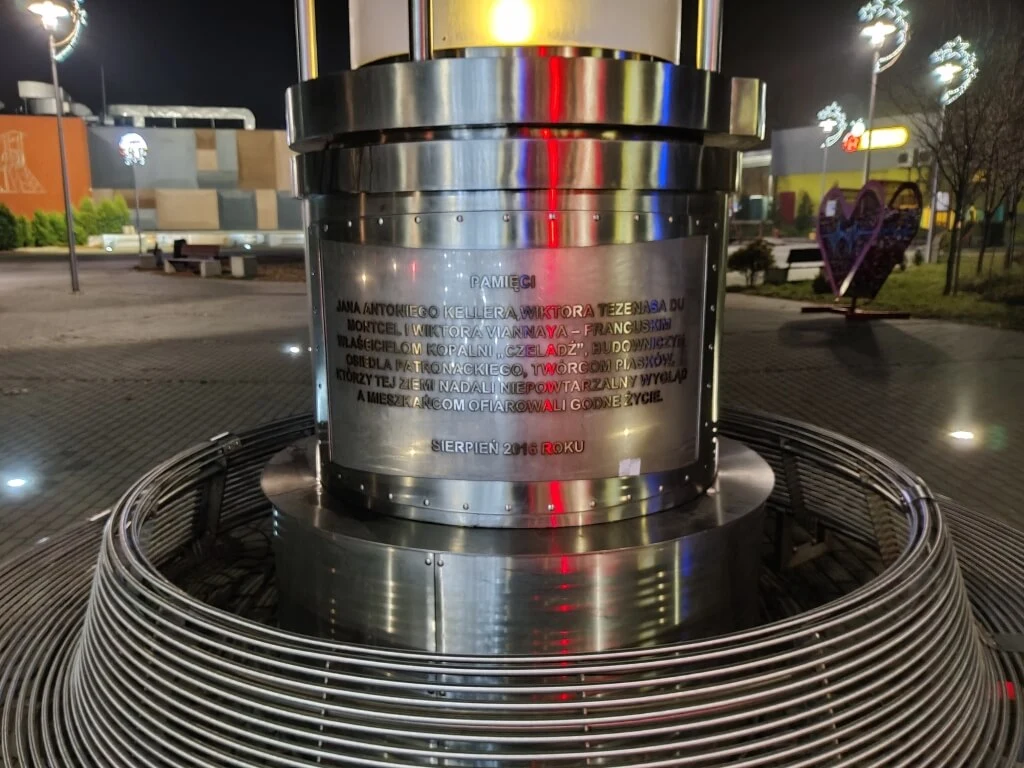 PAMIĘCI
JANA ANTONIEGO KELLERA, WIKTORA TEZENASA DU
MONTCEL I WIKTORA VIANNAYA – FRANCUSKIM
WŁAŚCICIELOM KOPALNI „CZELADŹ”, BUDOWNICZYM
OSIEDLA PATRONACKIEGO, TWÓRCOM PIASKÓW,
KTÓRZY TEJ ZIEMI NADALI NIEPOWTARZALNY WYGLĄD
A MIESZKAŃCOM OFIAROWALI GODNE ŻYCIE.
SIERPIEŃ 2016 ROKU